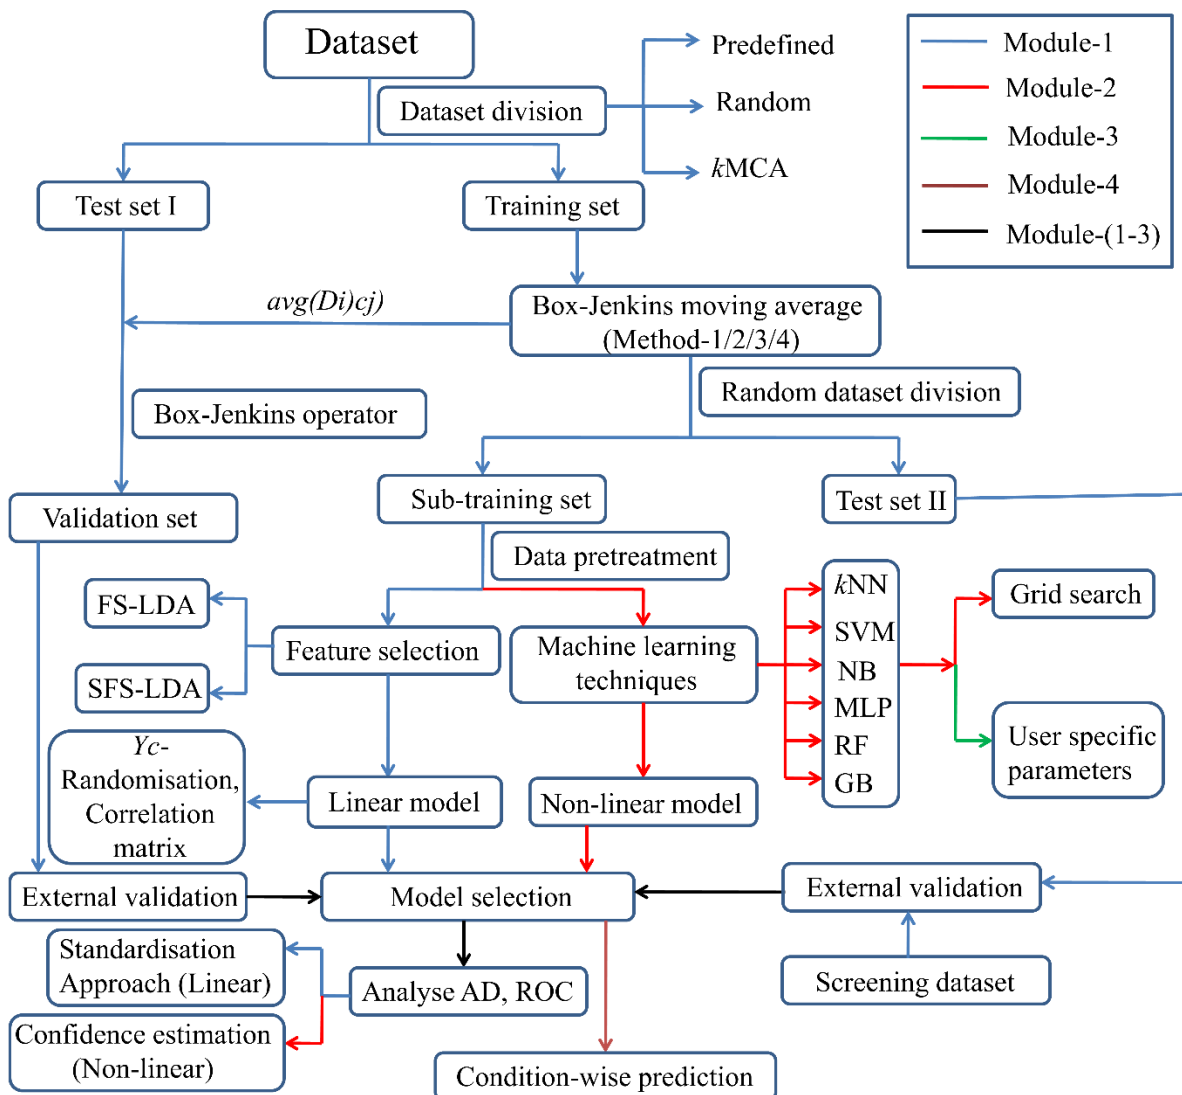 Dataset
Dataset division
Predefined
Random
kMCA
Module-1
Module-2
Module-3
Module-4
Module-(1-3)
Test set I
Training set
avg(Di)cj)
Box-Jenkins moving average
(Method-1/2/3/4)
Random dataset division
Box-Jenkins operator
Sub-training set
Test set II
Validation set
Data pretreatment
FS-LDA
SFS-LDA
Feature selection
Machine learning
techniques
kNN
SVM
NB
MLP
RF
GB
Grid search
User specific
parameters
Yc-
Randomisation,
Correlation
matrix
Linear model
Non-linear model
External validation
Model selection
External validation
Standardisation
Approach (Linear)
Analyse AD, ROC
Screening dataset
Confidence estimation
(Non-linear)
Condition-wise prediction